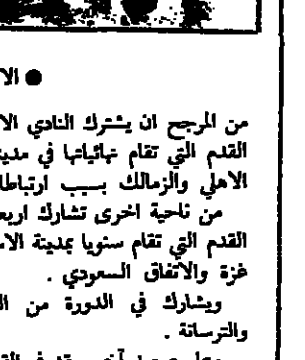 ● الا
من المرجح ان يشترك النادي الا
القدم التي تقام نهائياتها في مدين
الاهلي والزمالك بسبب ارتباطا
من ناحية اخرى تشارك اربع
القدم التي تقام سنويا بمدينة الاس
غزة والاتفاق السعودي .
ويشارك في الدورة من ال
والترسانة .